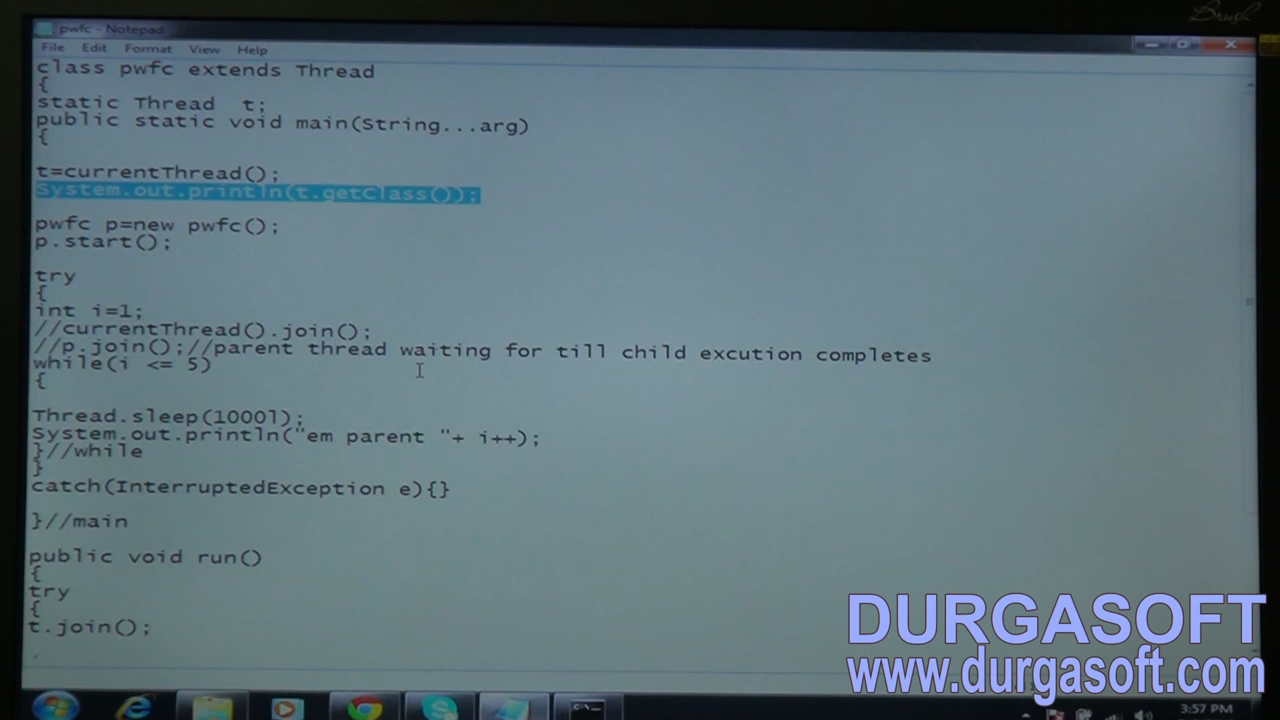 Brush
pwfc - Notepad
File Edit Format View Help
class pwfc extends Thread
{
static Thread t;
public static void main(String...arg)
{
t=currentThread();
System.out.println(t.getClass());
pwfc p=new pwfc();
p.start();
try
{
int i=1;
//currentThread().join();
//p.join();//parent thread waiting for till child excution completes
while(i <= 5)
{
Thread.sleep(1000l);
System.out.println("em parent "+ i++);
}//while
}
catch(InterruptedException e){}
}//main
public void run()
{
try
{
t.join();
DURGASOFT
www.durgasoft.com
C:\
3:57 PM